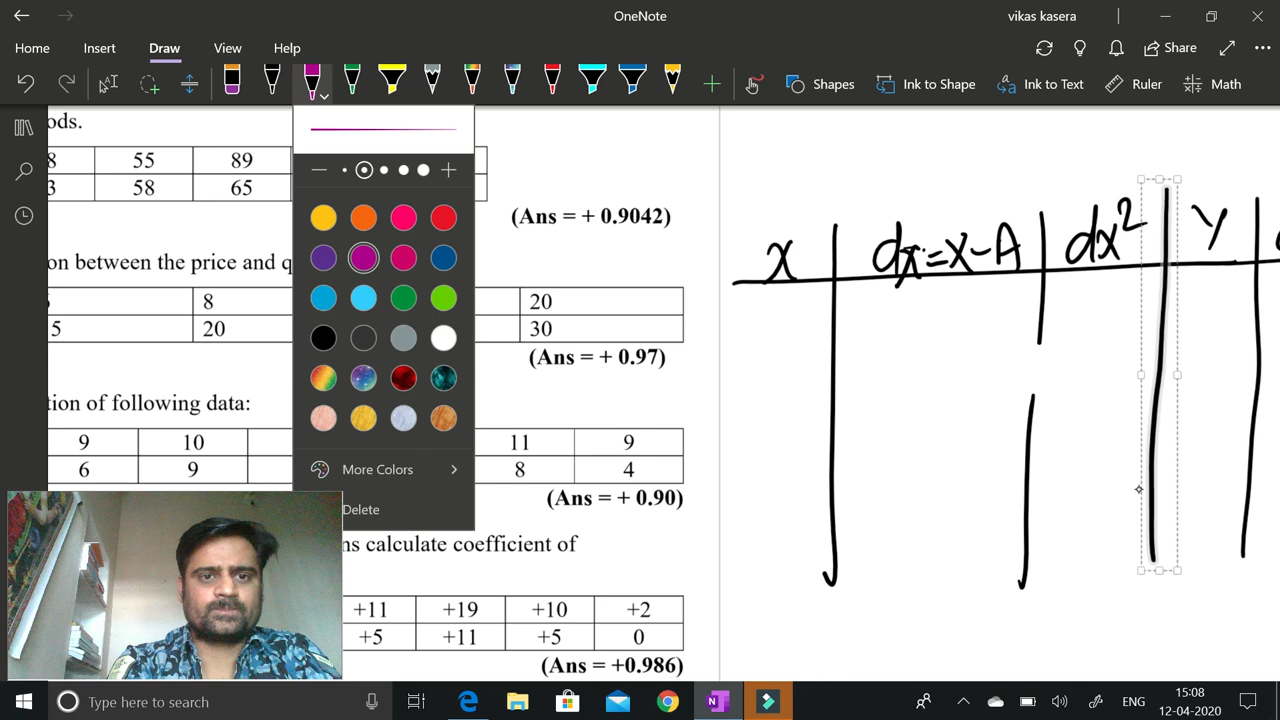 OneNote
vikas kasera
Home Insert Draw View Help
Share
Shapes Ink to Shape Ink to Text Ruler Math
ods.
8 55 89
3 58 65
(Ans = + 0.9042)
on between the price and q
8 20
5 20 30
(Ans = + 0.97)
tion of following data:
9 10 11 9
6 9 8 4
(Ans = + 0.90)
ns calculate coefficient of
+11 +19 +10 +2
+5 +11 +5 0
(Ans = +0.986)
More Colors
Delete
x dx=x-A dx² y
Type here to search
ENG
15:08
12-04-2020